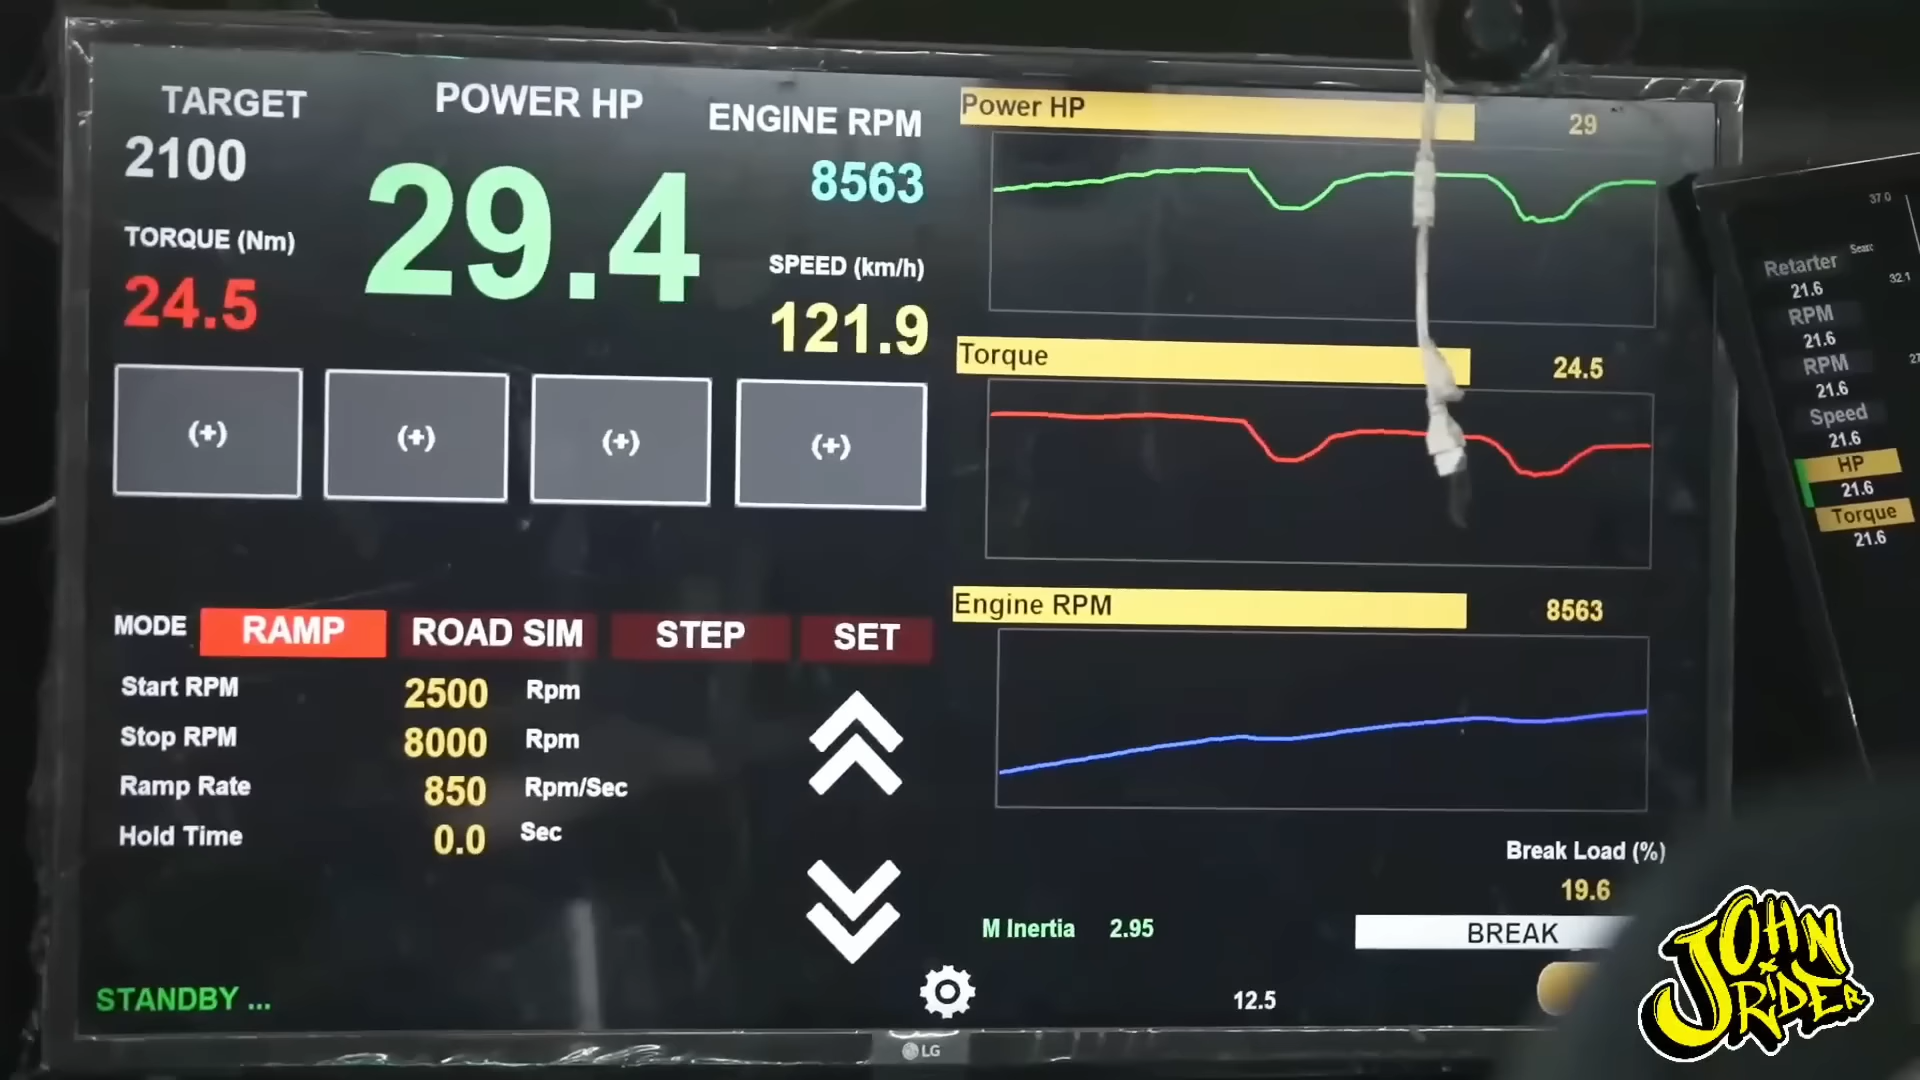 TARGET
2100
POWER HP
29.4
ENGINE RPM
8563
TORQUE (Nm)
24.5
SPEED (km/h)
121.9
(+) (+) (+) (+)
MODE RAMP ROAD SIM STEP SET
Start RPM 2500 Rpm
Stop RPM 8000 Rpm
Ramp Rate 850 Rpm/Sec
Hold Time 0.0 Sec
STANDBY ...
Power HP 29
Torque 24.5
Engine RPM 8563
Break Load (%)
19.6
M Inertia 2.95
BREAK
12.5
LG
37.0
32.1
Retarter
21.6
RPM
21.6
RPM
21.6
Speed
21.6
HP
21.6
Torque
21.6
JOHN
RIDER